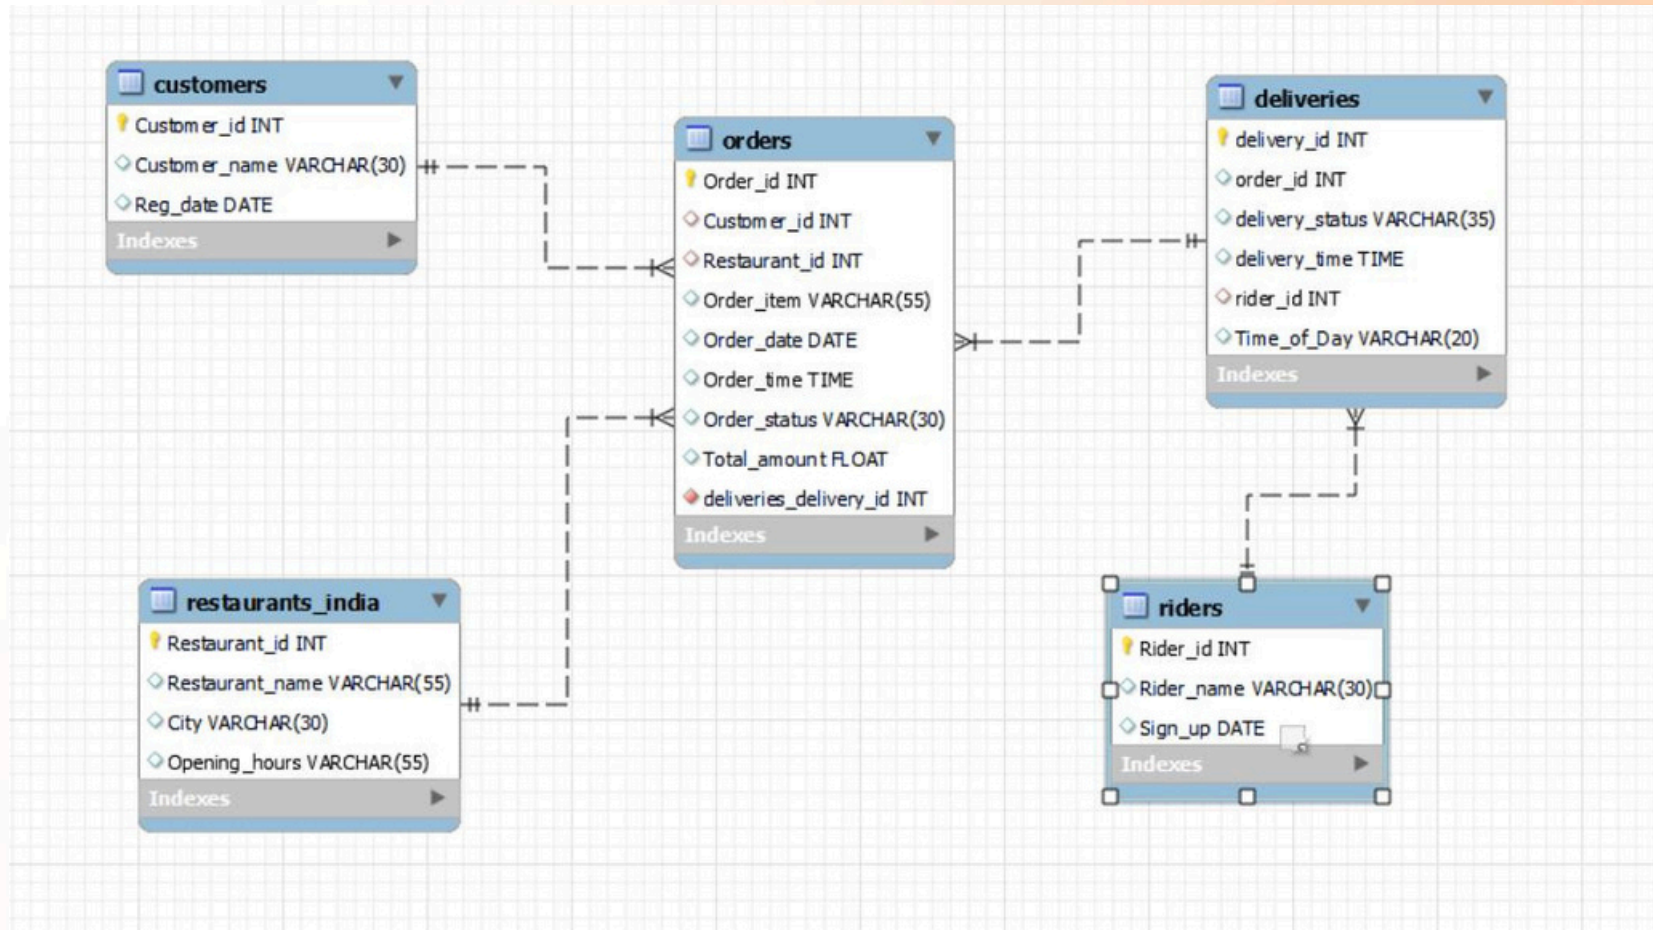 customers
Customer_id INT
Customer_name VARCHAR(30)
Reg_date DATE
Indexes
orders
Order_id INT
Customer_id INT
Restaurant_id INT
Order_item VARCHAR(55)
Order_date DATE
Order_time TIME
Order_status VARCHAR(30)
Total_amount FLOAT
deliveries_delivery_id INT
Indexes
deliveries
delivery_id INT
order_id INT
delivery_status VARCHAR(35)
delivery_time TIME
rider_id INT
Time_of_Day VARCHAR(20)
Indexes
restaurants_india
Restaurant_id INT
Restaurant_name VARCHAR(55)
City VARCHAR(30)
Opening_hours VARCHAR(55)
Indexes
riders
Rider_id INT
Rider_name VARCHAR(30)
Sign_up DATE
Indexes